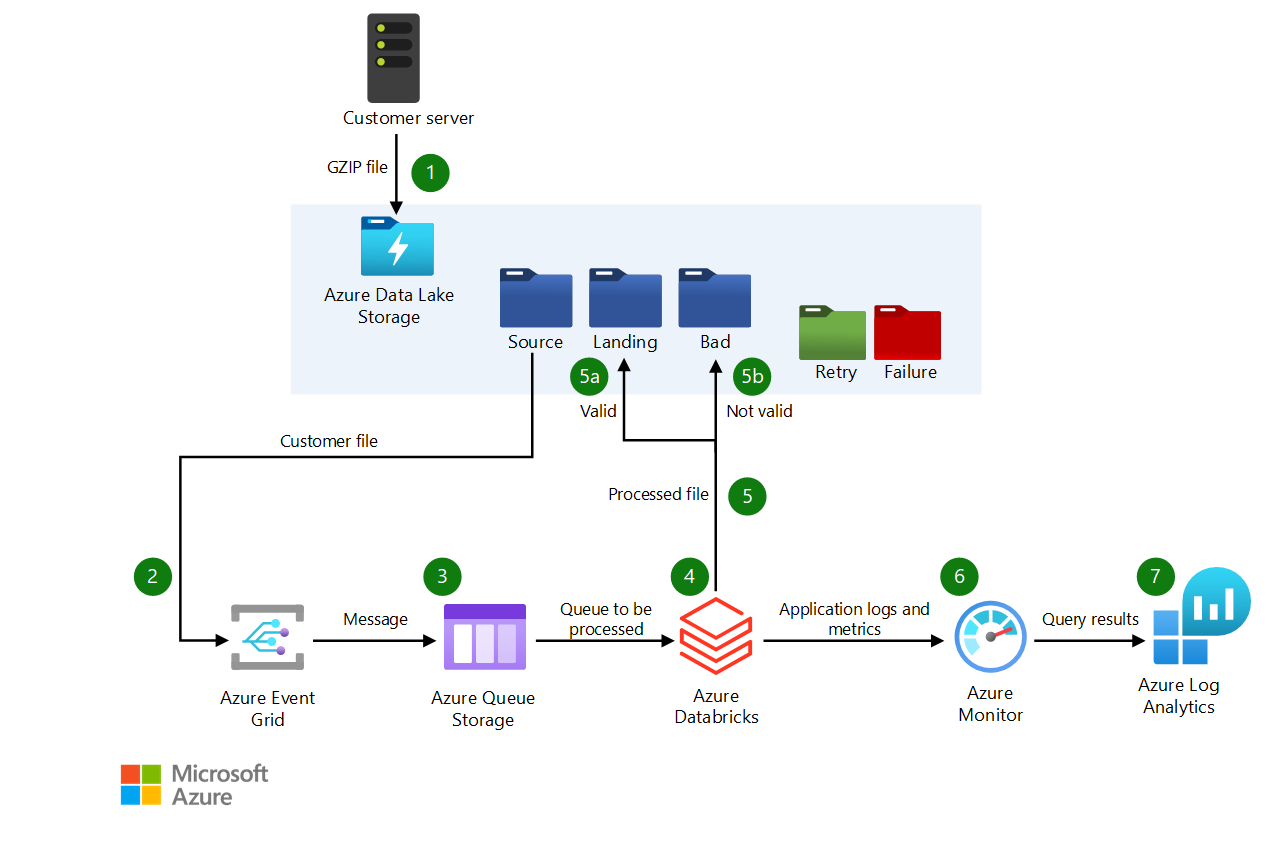 Customer server
GZIP file
1
Azure Data Lake
Storage
Source
Landing
Bad
Retry
Failure
5a
5b
Valid
Not valid
Customer file
Processed file
5
2
3
4
6
7
Message
Queue to be
processed
Application logs and
metrics
Query results
Azure Event
Grid
Azure Queue
Storage
Azure
Databricks
Azure
Monitor
Azure Log
Analytics
Microsoft
Azure